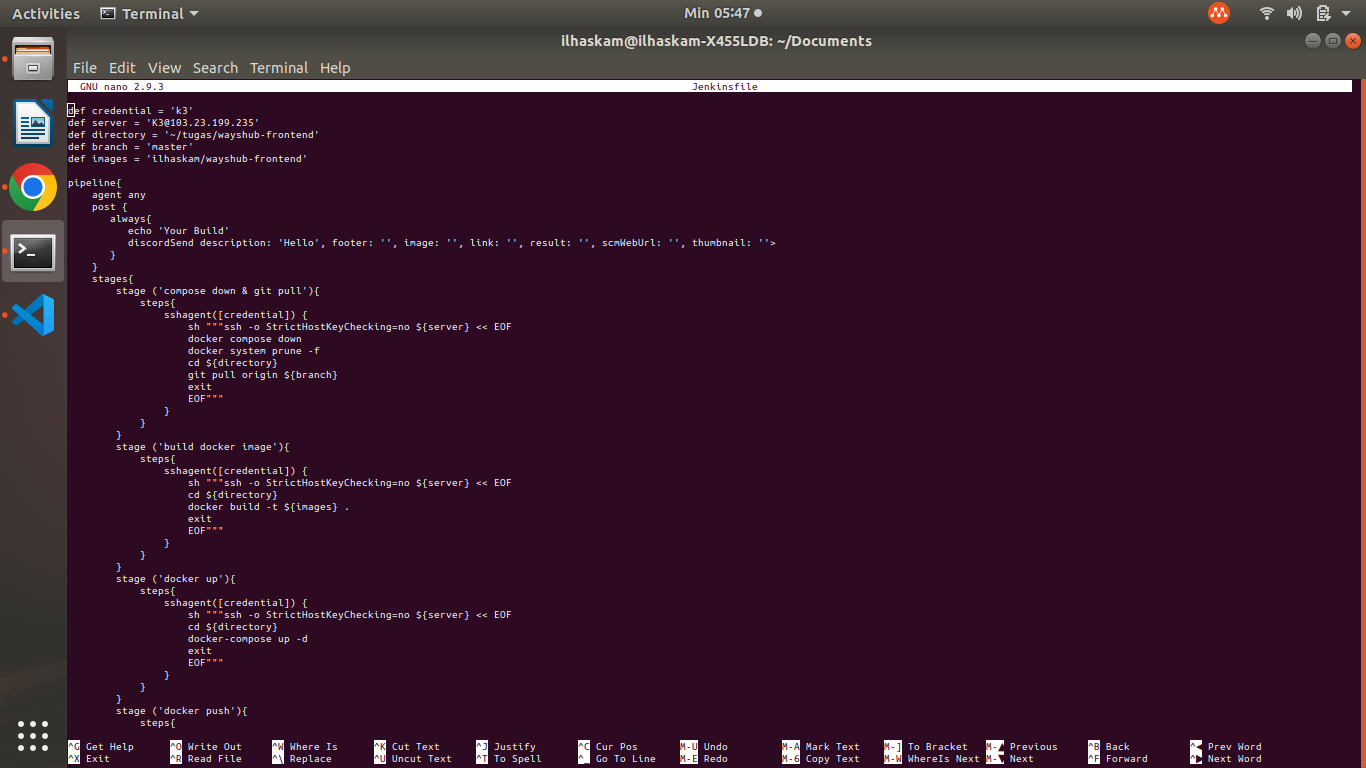 Activities Terminal Min 05:47
ilhaskam@ilhaskam-X455LDB: ~/Documents
File Edit View Search Terminal Help
GNU nano 2.9.3 Jenkinsfile
def credential = 'k3'
def server = 'K3@103.23.199.235'
def directory = '~/tugas/wayshub-frontend'
def branch = 'master'
def images = 'ilhaskam/wayshub-frontend'
pipeline{
    agent any
    post {
       always{
          echo 'Your Build'
          discordSend description: 'Hello', footer: '', image: '', link: '', result: '', scmWebUrl: '', thumbnail: ''>
       }
    }
    stages{
        stage ('compose down & git pull'){
            steps{
                sshagent([credential]) {
                    sh """ssh -o StrictHostKeyChecking=no ${server} << EOF
                    docker compose down
                    docker system prune -f
                    cd ${directory}
                    git pull origin ${branch}
                    exit
                    EOF"""
                }
            }
        }
        stage ('build docker image'){
            steps{
                sshagent([credential]) {
                    sh """ssh -o StrictHostKeyChecking=no ${server} << EOF
                    cd ${directory}
                    docker build -t ${images} .
                    exit
                    EOF"""
                }
            }
        }
        stage ('docker up'){
            steps{
                sshagent([credential]) {
                    sh """ssh -o StrictHostKeyChecking=no ${server} << EOF
                    cd ${directory}
                    docker-compose up -d
                    exit
                    EOF"""
                }
            }
        }
        stage ('docker push'){
            steps{
^G Get Help ^O Write Out ^W Where Is ^K Cut Text ^J Justify ^C Cur Pos M-U Undo M-A Mark Text M-] To Bracket M-▲ Previous ^B Back ^◀ Prev Word
^X Exit ^R Read File ^\ Replace ^U Uncut Text ^T To Spell ^_ Go To Line M-E Redo M-6 Copy Text M-W WhereIs Next M-▼ Next ^F Forward ^▶ Next Word